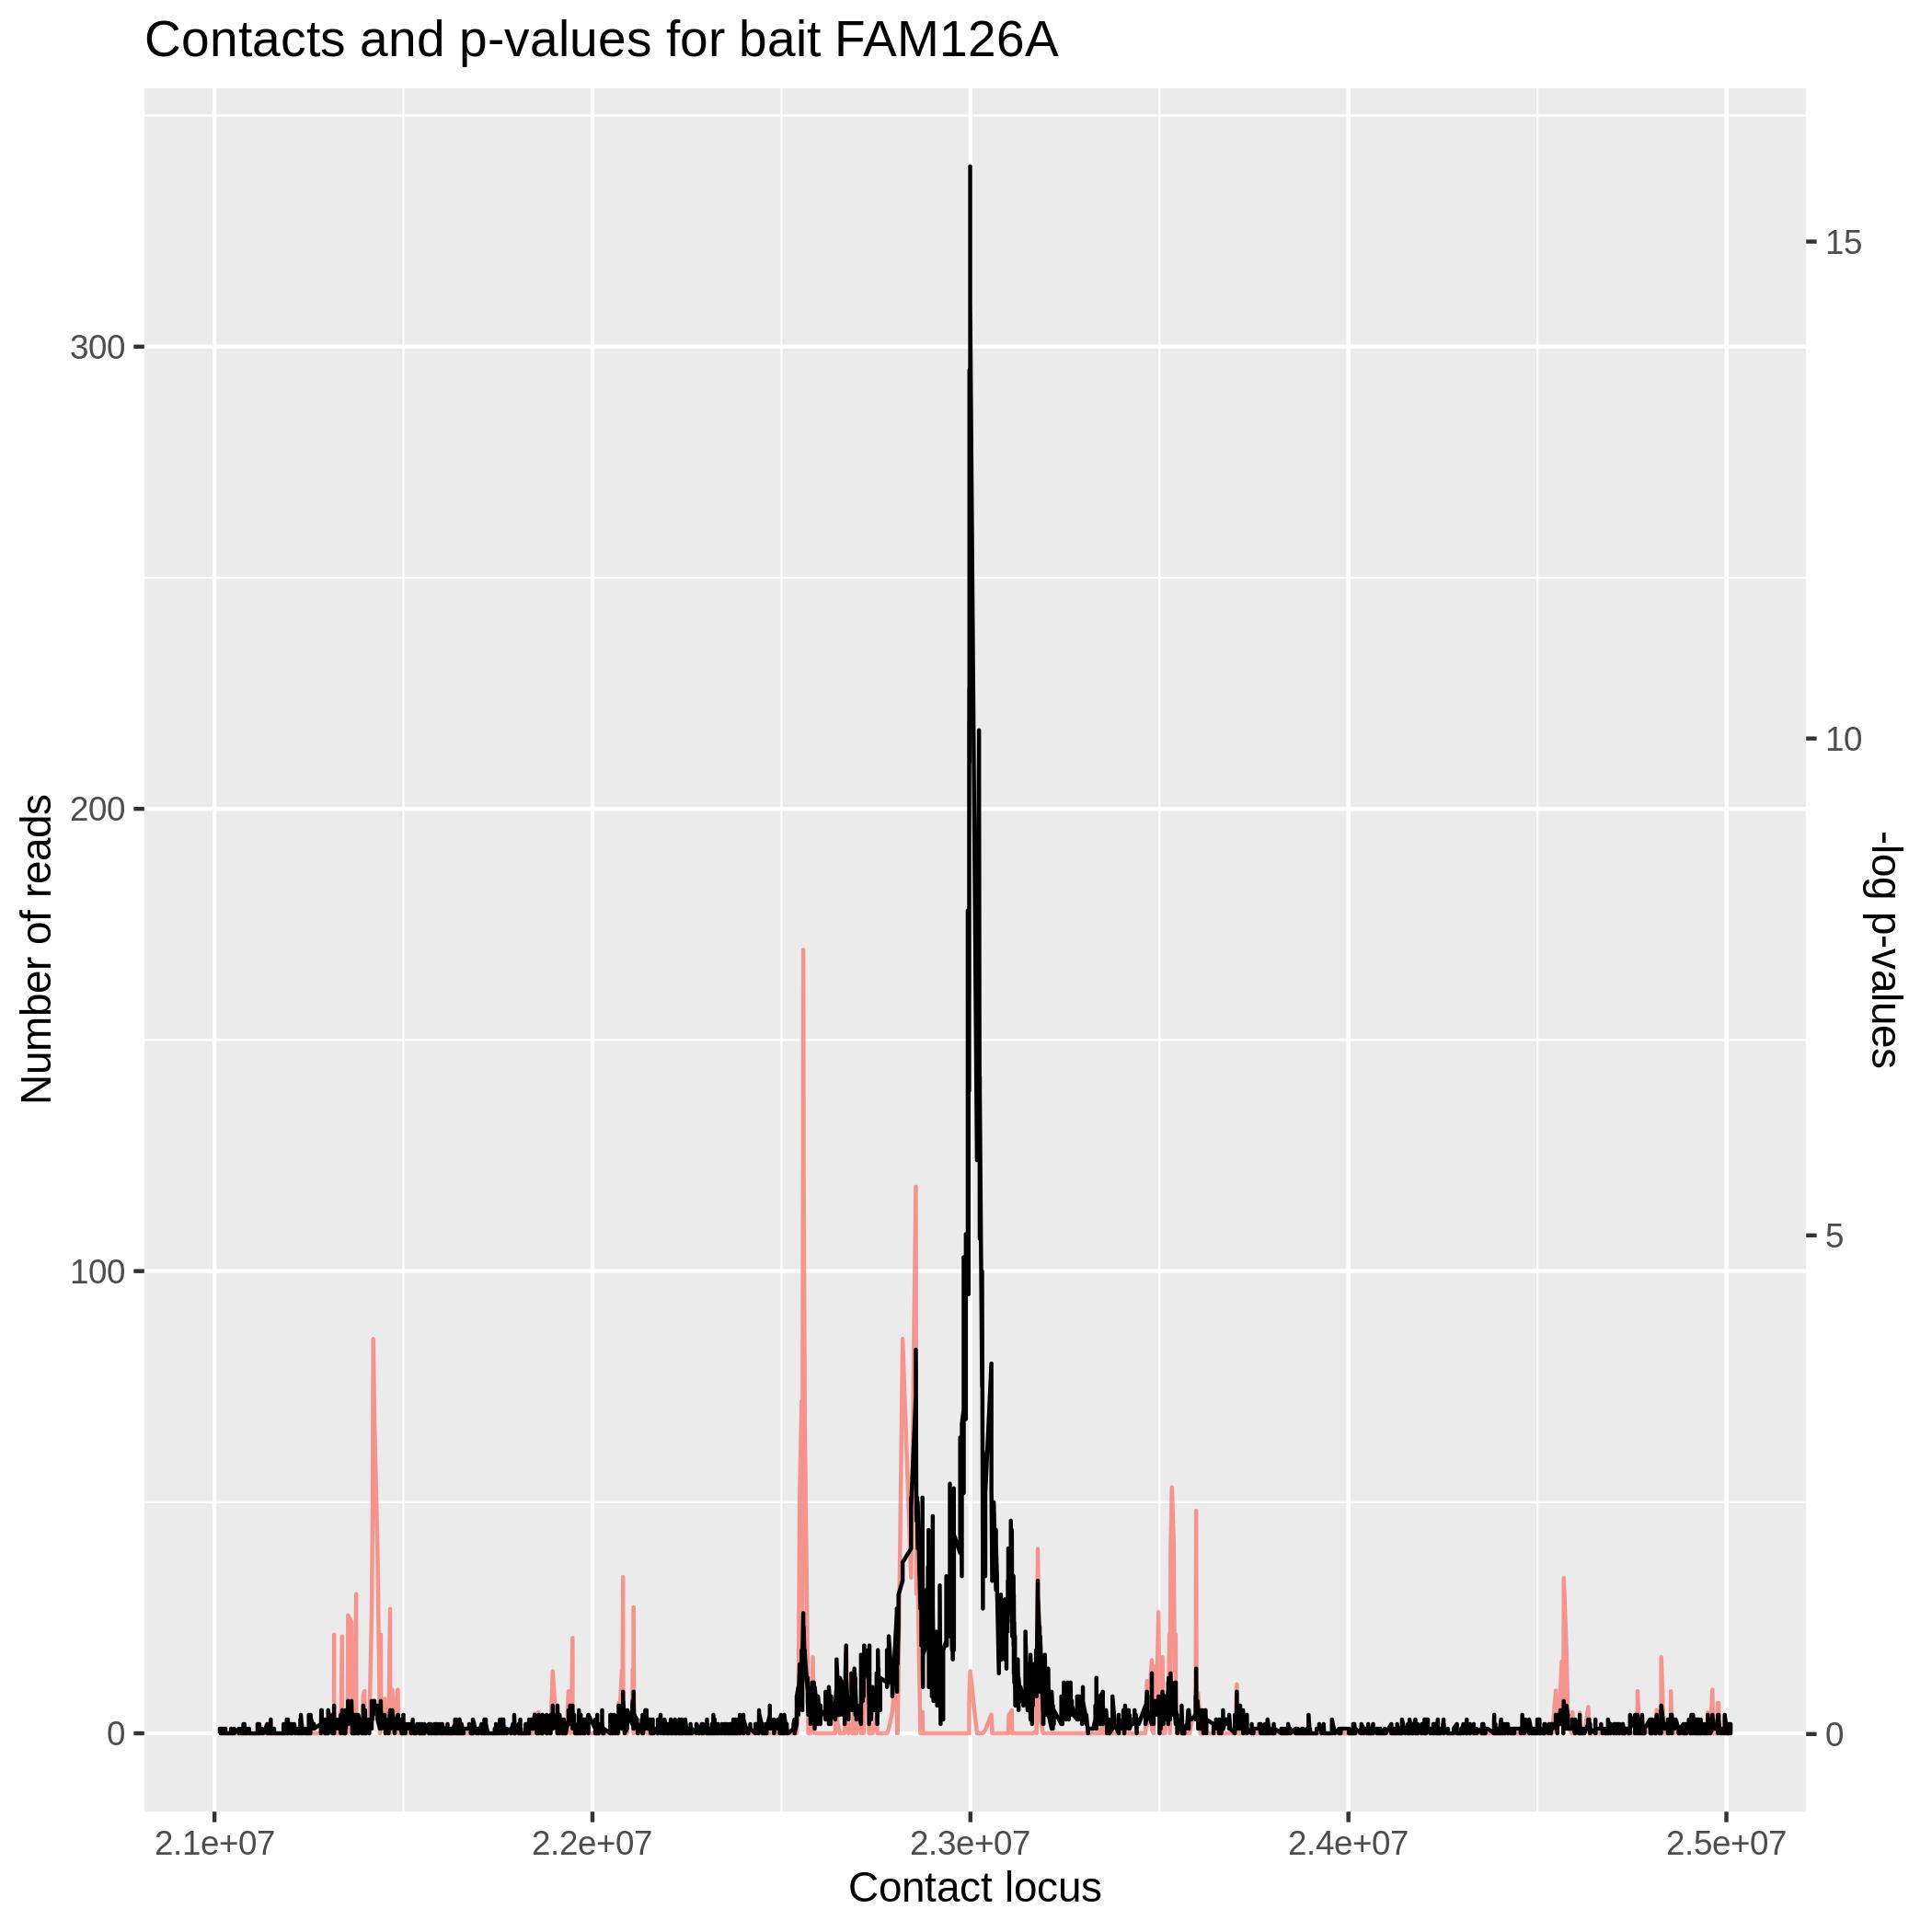 Contacts and p-values for bait FAM126A
Number of reads
300
200
100
0
15
10
5
0
-log p-values
2.1e+07
2.2e+07
2.3e+07
2.4e+07
2.5e+07
Contact locus